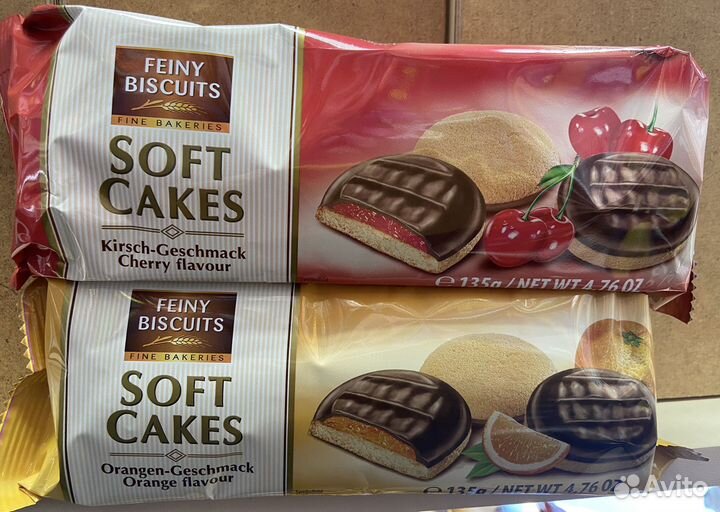 FEINY
BISCUITS
FINE BAKERIES
SOFT
CAKES
Kirsch-Geschmack
Cherry flavour
℮ 135g / NET WT 4.76 OZ
FEINY
BISCUITS
FINE BAKERIES
SOFT
CAKES
Orangen-Geschmack
Orange flavour
℮ 135g / NET WT 4.76 OZ
Avito